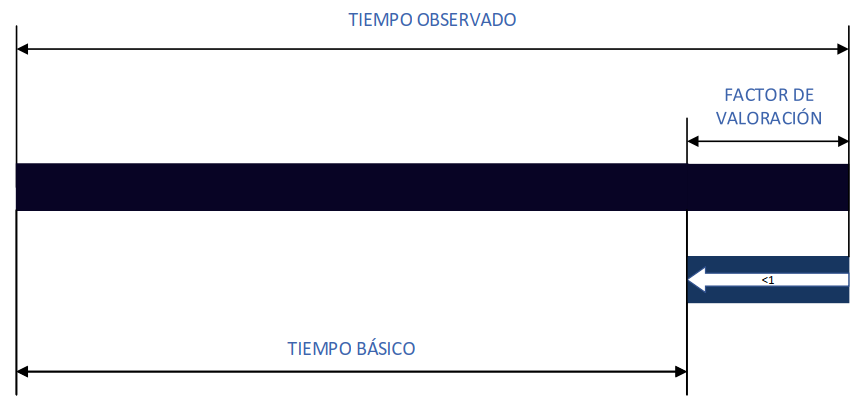 TIEMPO OBSERVADO
FACTOR DE
VALORACIÓN
<1
TIEMPO BÁSICO